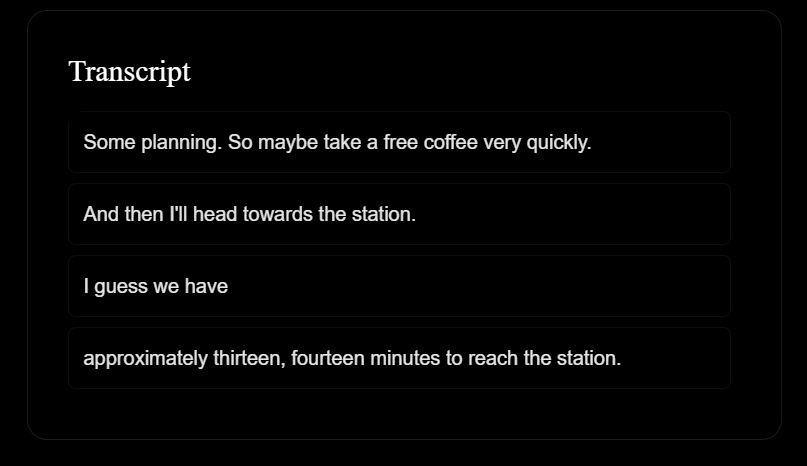 Transcript
Some planning. So maybe take a free coffee very quickly.
And then I'll head towards the station.
I guess we have
approximately thirteen, fourteen minutes to reach the station.